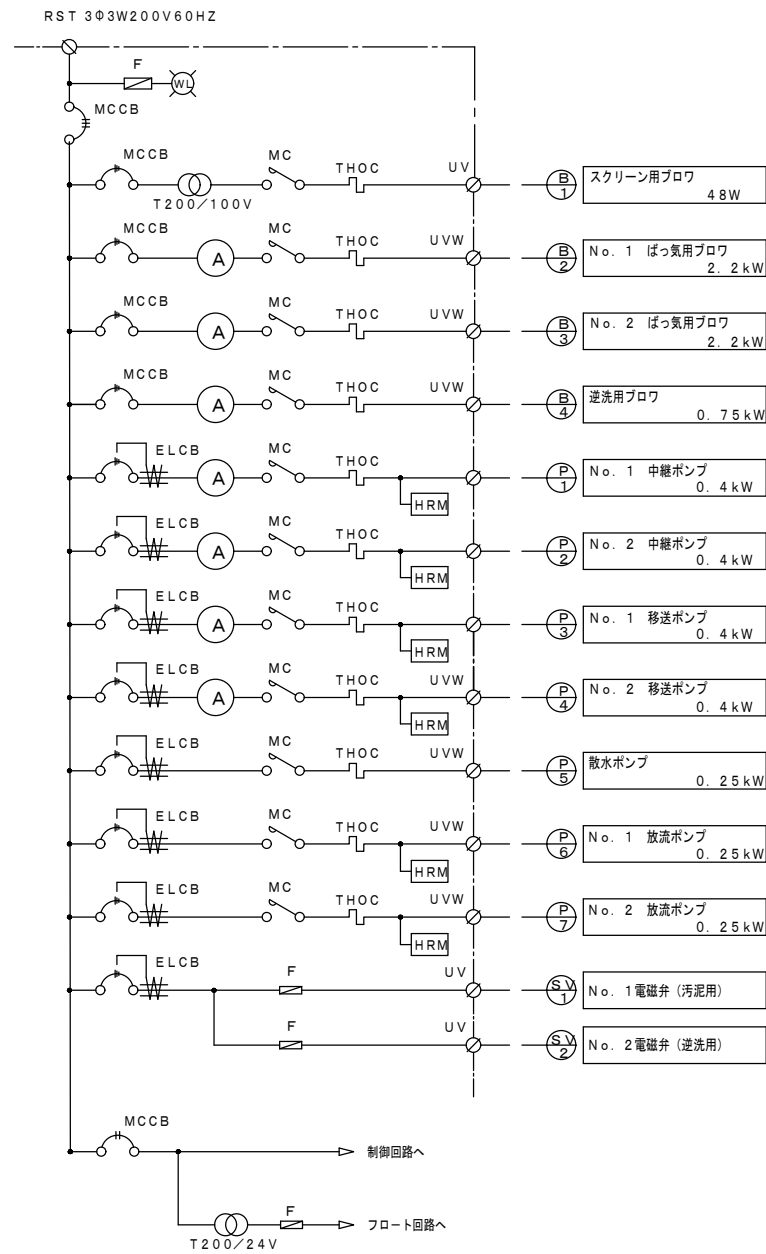 RST 3Φ3W200V60HZ
F
WL
MCCB
MCCB
T200/100V
MC
THOC
UV
B
1
スクリーン用ブロワ
48W
MCCB
A
MC
THOC
UVW
B
2
No. 1 ばっ気用ブロワ
2. 2kW
MCCB
A
MC
THOC
UVW
B
3
No. 2 ばっ気用ブロワ
2. 2kW
MCCB
A
MC
THOC
UVW
B
4
逆洗用ブロワ
0. 75kW
ELCB
A
MC
THOC
HRM
UVW
P
1
No. 1 中継ポンプ
0. 4kW
ELCB
A
MC
THOC
HRM
UVW
P
2
No. 2 中継ポンプ
0. 4kW
ELCB
A
MC
THOC
HRM
UVW
P
3
No. 1 移送ポンプ
0. 4kW
ELCB
A
MC
THOC
HRM
UVW
P
4
No. 2 移送ポンプ
0. 4kW
ELCB
MC
THOC
UVW
P
5
散水ポンプ
0. 25kW
ELCB
MC
THOC
HRM
UVW
P
6
No. 1 放流ポンプ
0. 25kW
ELCB
MC
THOC
HRM
UVW
P
7
No. 2 放流ポンプ
0. 25kW
ELCB
F
UV
SV
1
No. 1電磁弁（汚泥用）
F
UV
SV
2
No. 2電磁弁（逆洗用）
MCCB
制御回路へ
T200/24V
F
フロート回路へ